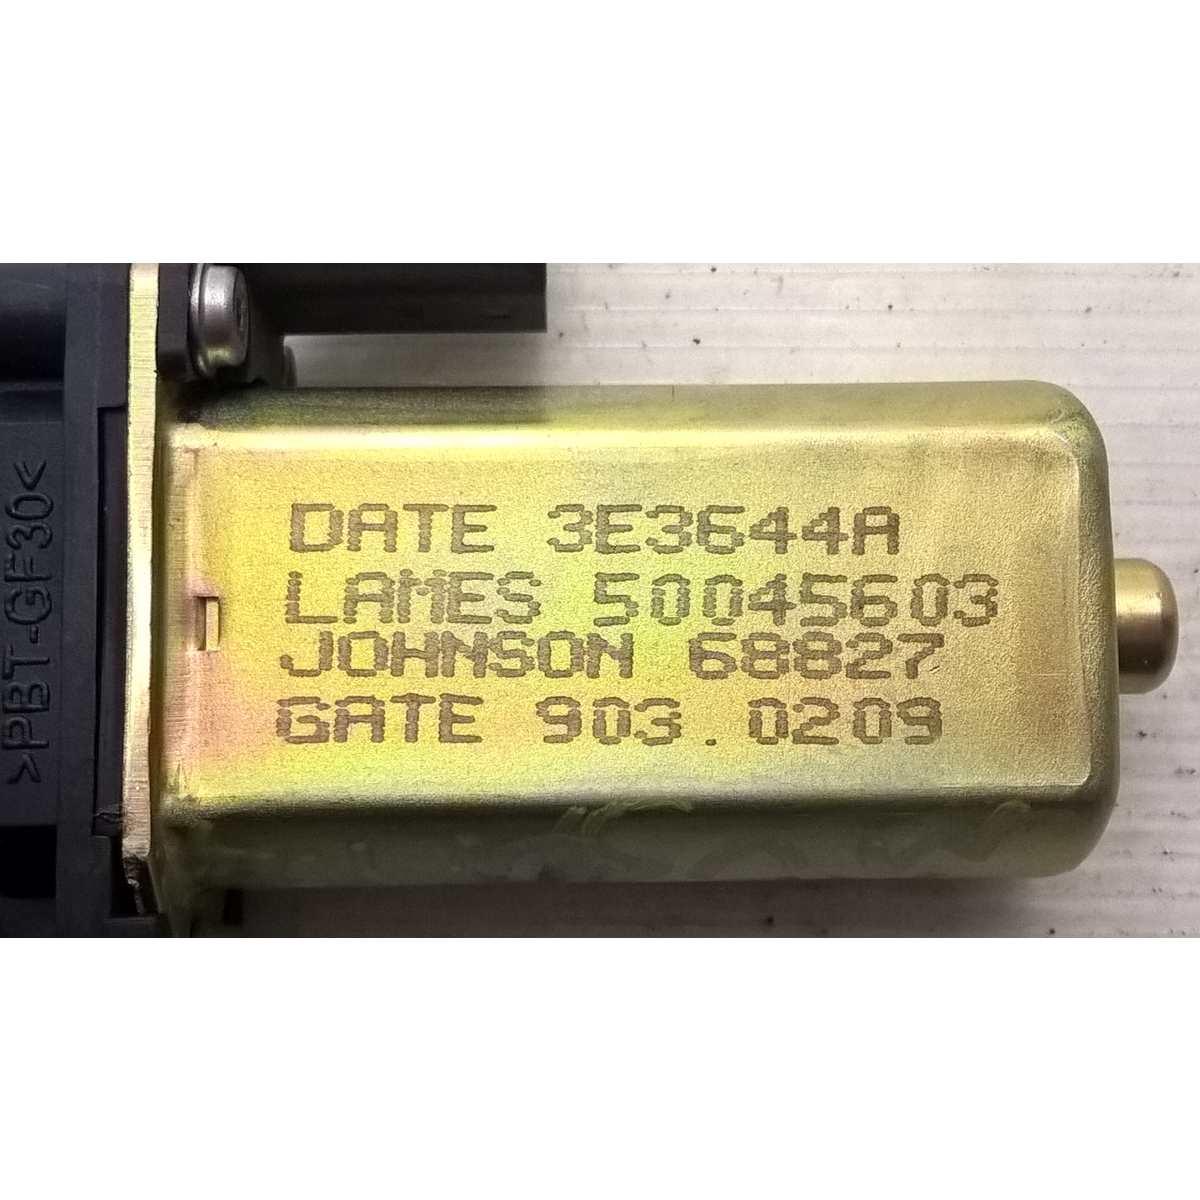 DATE 3E3644A
LAMES 50045603
JOHNSON 68827
GATE 903.0209
>PBT-GF30<